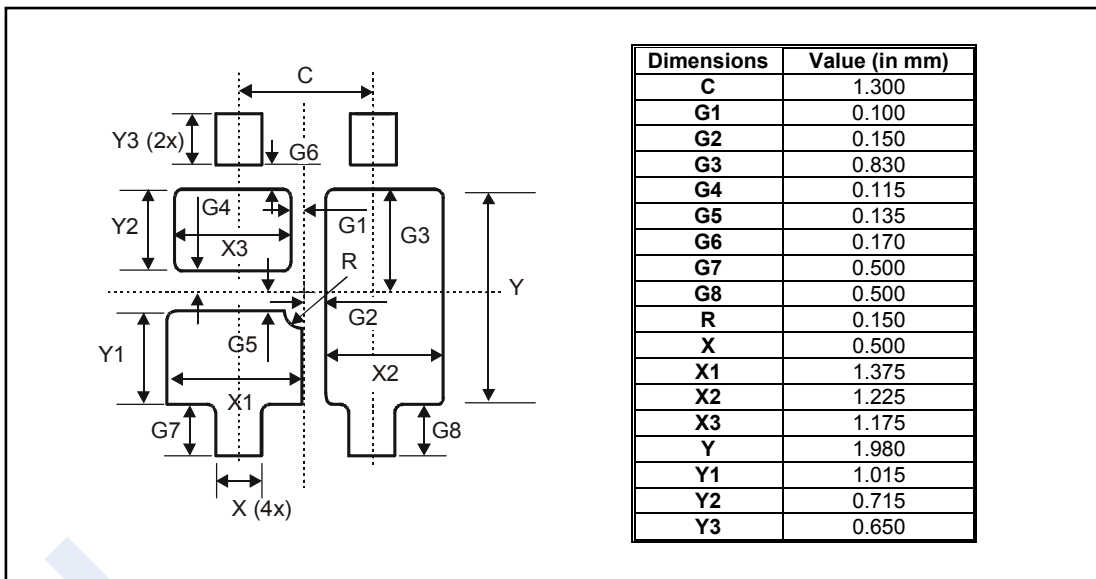 C
Y3 (2x)
G6
G4
Y2
G1
G3
X3
R
Y
G2
Y1
G5
X2
X1
G7
G8
X (4x)
Dimensions Value (in mm)
C 1.300
G1 0.100
G2 0.150
G3 0.830
G4 0.115
G5 0.135
G6 0.170
G7 0.500
G8 0.500
R 0.150
X 0.500
X1 1.375
X2 1.225
X3 1.175
Y 1.980
Y1 1.015
Y2 0.715
Y3 0.650